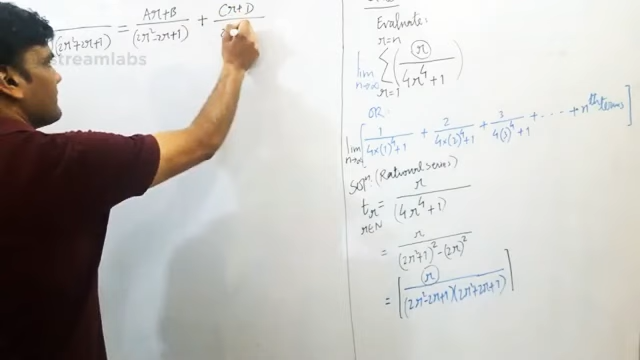 (2r²+2r+1) = Ar+B/(2r²-2r+1) + Cr+D/
streamlabs
Evaluate:
lim n→∞ r=n Σ r=1 (r/4r⁴+1)
OR
lim n→∞ [1/4×(1)⁴+1 + 2/4×(2)⁴+1 + 3/4(3)⁴+1 + ---- + nᵗʰ terms
Solⁿ. (Rational Series)
tr = r/(4r⁴+1)
r∈N
= r/(2r²+1)²-(2r)²
= [r/(2r²-2r+1)(2r²+2r+1)]